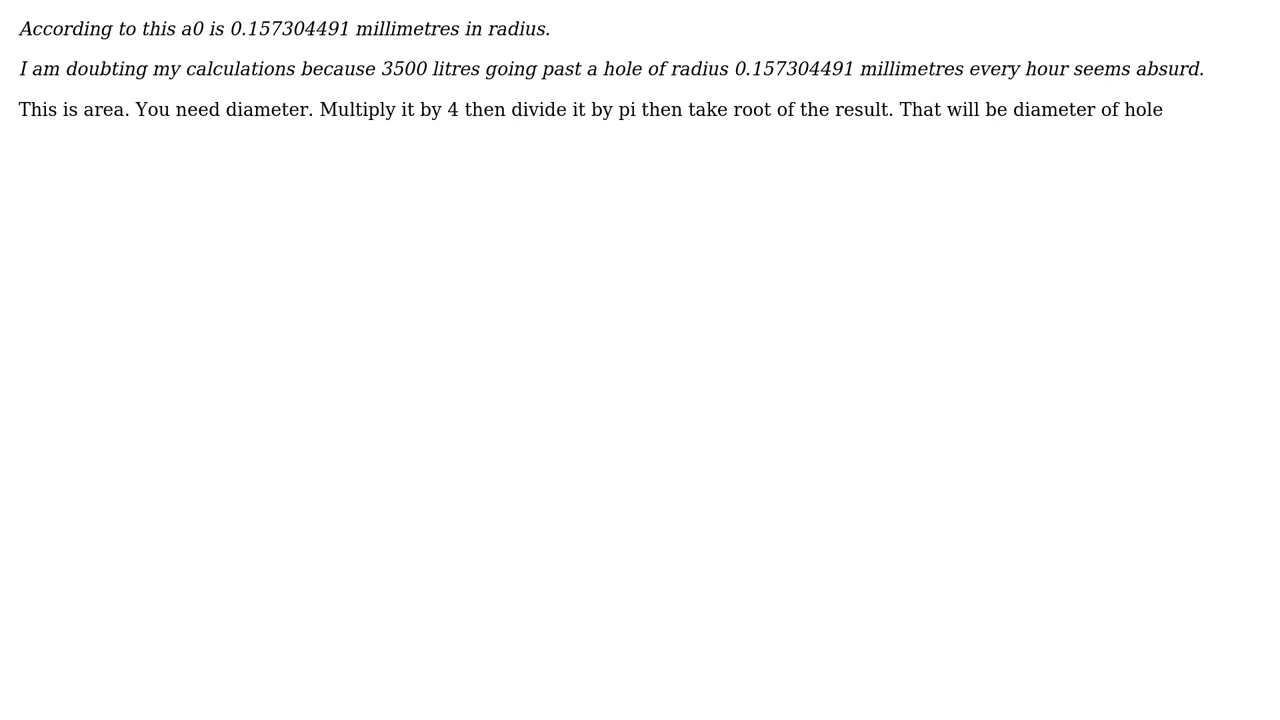 According to this a0 is 0.157304491 millimetres in radius.
I am doubting my calculations because 3500 litres going past a hole of radius 0.157304491 millimetres every hour seems absurd.
This is area. You need diameter. Multiply it by 4 then divide it by pi then take root of the result. That will be diameter of hole